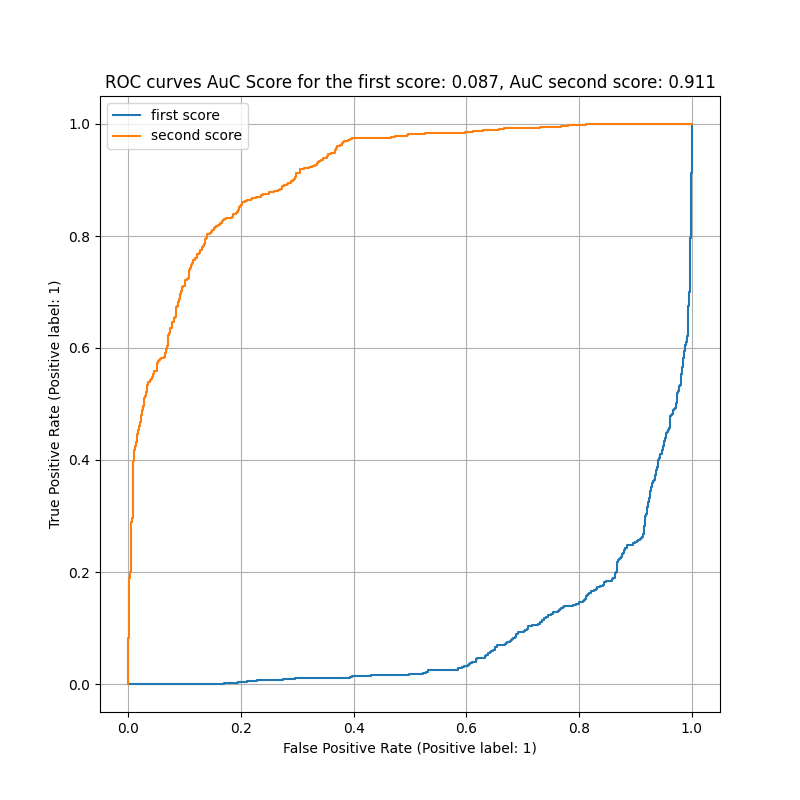 ROC curves AuC Score for the first score: 0.087, AuC second score: 0.911
first score
second score
1.0
0.8
0.6
0.4
0.2
0.0
True Positive Rate (Positive label: 1)
0.0 0.2 0.4 0.6 0.8 1.0
False Positive Rate (Positive label: 1)